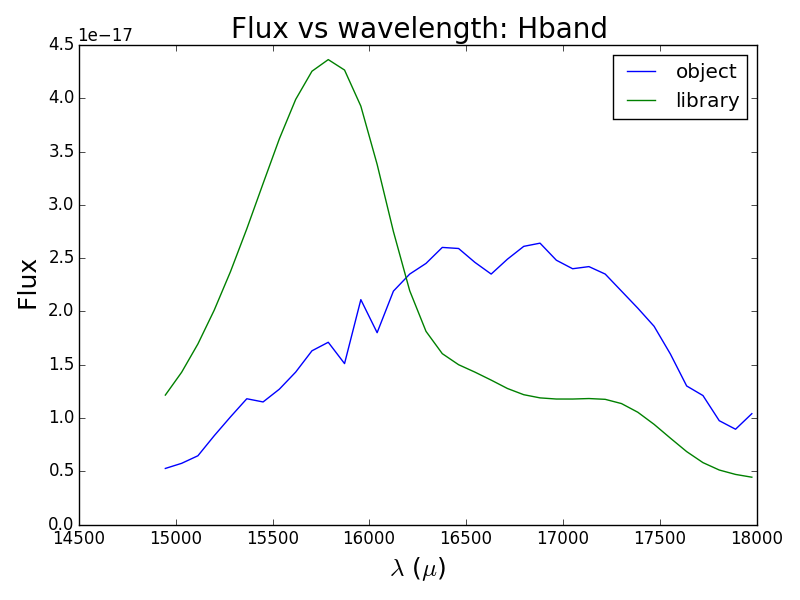 Flux vs wavelength: Hband
1e−17
4.5
4.0
3.5
3.0
2.5
2.0
1.5
1.0
0.5
0.0
Flux
object
library
14500 15000 15500 16000 16500 17000 17500 18000
λ (μ)